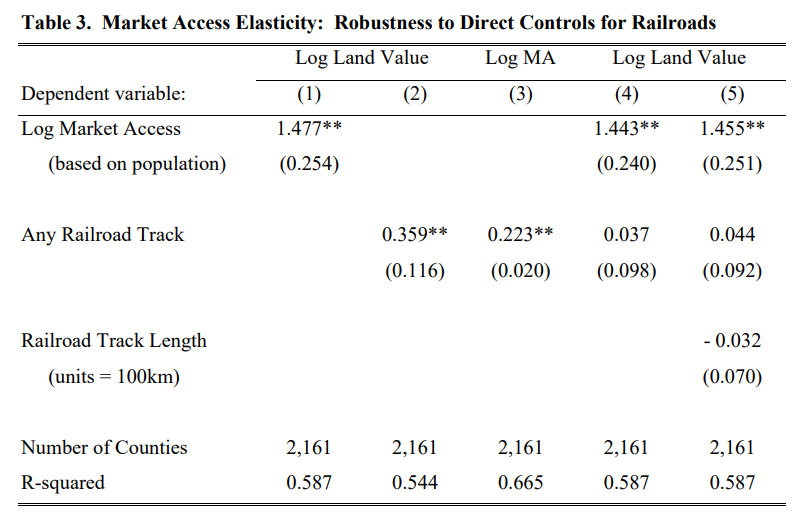 Table 3. Market Access Elasticity: Robustness to Direct Controls for Railroads
Log Land Value Log MA Log Land Value
Dependent variable: (1) (2) (3) (4) (5)
Log Market Access 1.477** 1.443** 1.455**
(based on population) (0.254) (0.240) (0.251)
Any Railroad Track 0.359** 0.223** 0.037 0.044
(0.116) (0.020) (0.098) (0.092)
Railroad Track Length - 0.032
(units = 100km) (0.070)
Number of Counties 2,161 2,161 2,161 2,161 2,161
R-squared 0.587 0.544 0.665 0.587 0.587